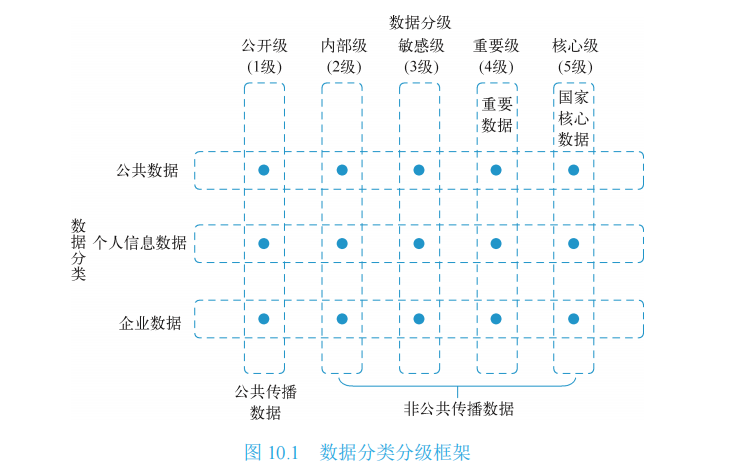 数据分级
公开级 内部级 敏感级 重要级 核心级
(1级) (2级) (3级) (4级) (5级)
重要
数据
国家
核心
数据
数据分类
公共数据
个人信息数据
企业数据
公共传播
数据
非公共传播数据
图 10.1 数据分类分级框架